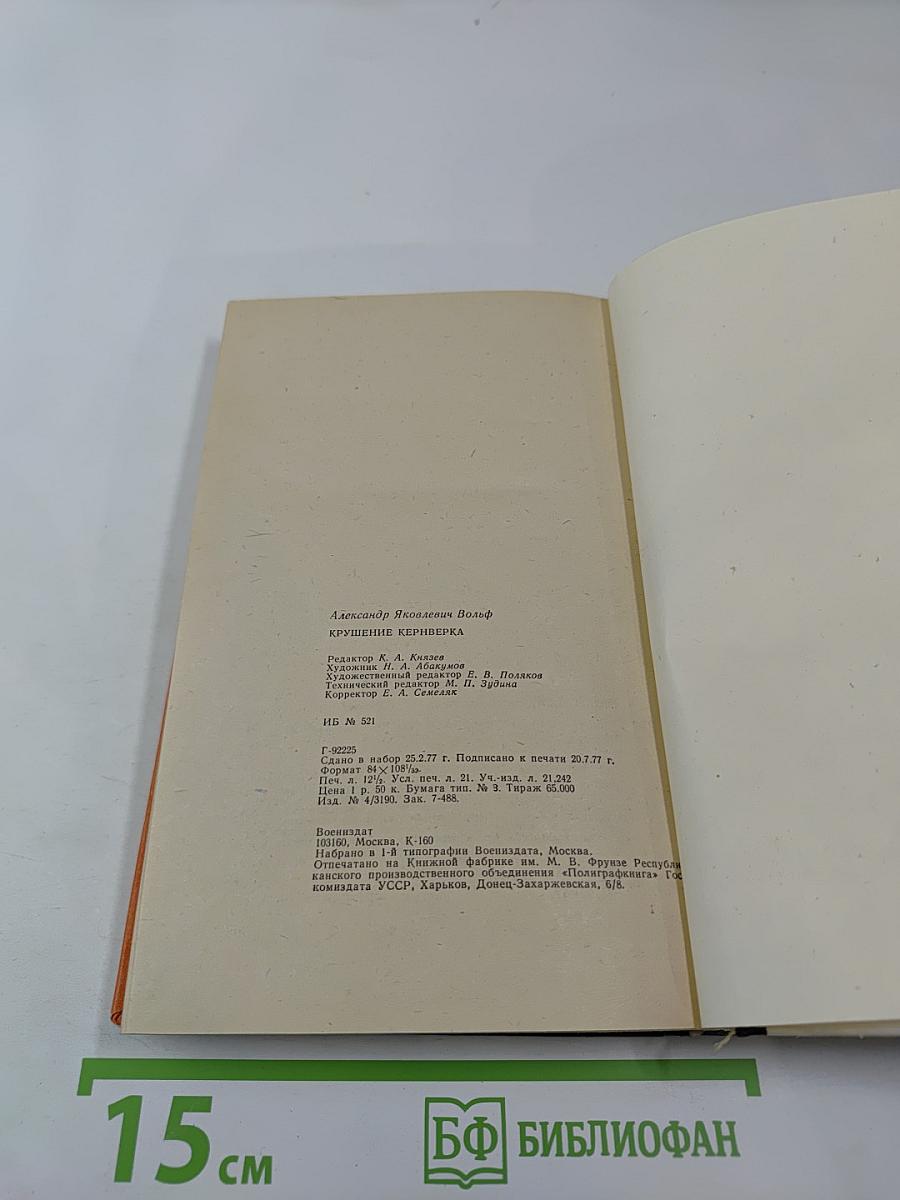 Александр Яковлевич Вольф
КРУШЕНИЕ КЕРНВЕРКА
Редактор К. А. Князев
Художник Н. А. Абакумов
Художественный редактор Е. В. Поляков
Технический редактор М. П. Зудина
Корректор Е. А. Семеляк
ИБ № 521
Г-92225
Сдано в набор 25.2.77 г. Подписано к печати 20.7.77 г.
Формат 84×108¹/₃₂.
Печ. л. 12¹/₂. Усл. печ. л. 21. Уч.-изд. л. 21,242
Цена 1 р. 50 к. Бумага тип. № 3. Тираж 65.000
Изд. № 4/3190. Зак. 7-488.
Воениздат
103160, Москва, К-160
Набрано в 1-й типографии Воениздата, Москва.
Отпечатано на Книжной фабрике им. М. В. Фрунзе Республи
канского производственного объединения «Полиграфкнига» Гос
комиздата УССР, Харьков, Донец-Захаржевская, 6/8.
15 см
БФ БИБЛИОФАН